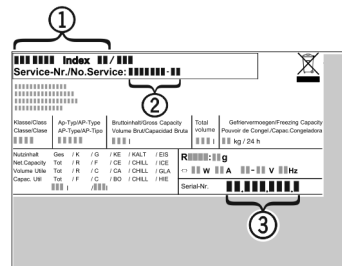 1
Index /
Service-Nr./No.Service: -
2
Klasse/Class
Classe/Clase
Ap-Typ/AP-Type
AP-Type/AP-Tipo
Bruttoinhalt/Gross Capacity
Volume Brut/Capacidad Bruta
l
Total
volume
l
Gefriervermoegen/Freezing Capacity
Pouvoir de Congel./Capac.Congeladora
kg / 24 h
Nutzinhalt Ges / K / G / KE / KALT / EIS
Net.Capacity Tot / R / F / CE / CHILL / ICE
Volume Utile Tot / R / C / CA / CHILL / GLA
Capac. Util Tot / F / C / BO / CHILL / HIE
l / l
R : g
W A - V Hz
Serial-Nr. . . .
3